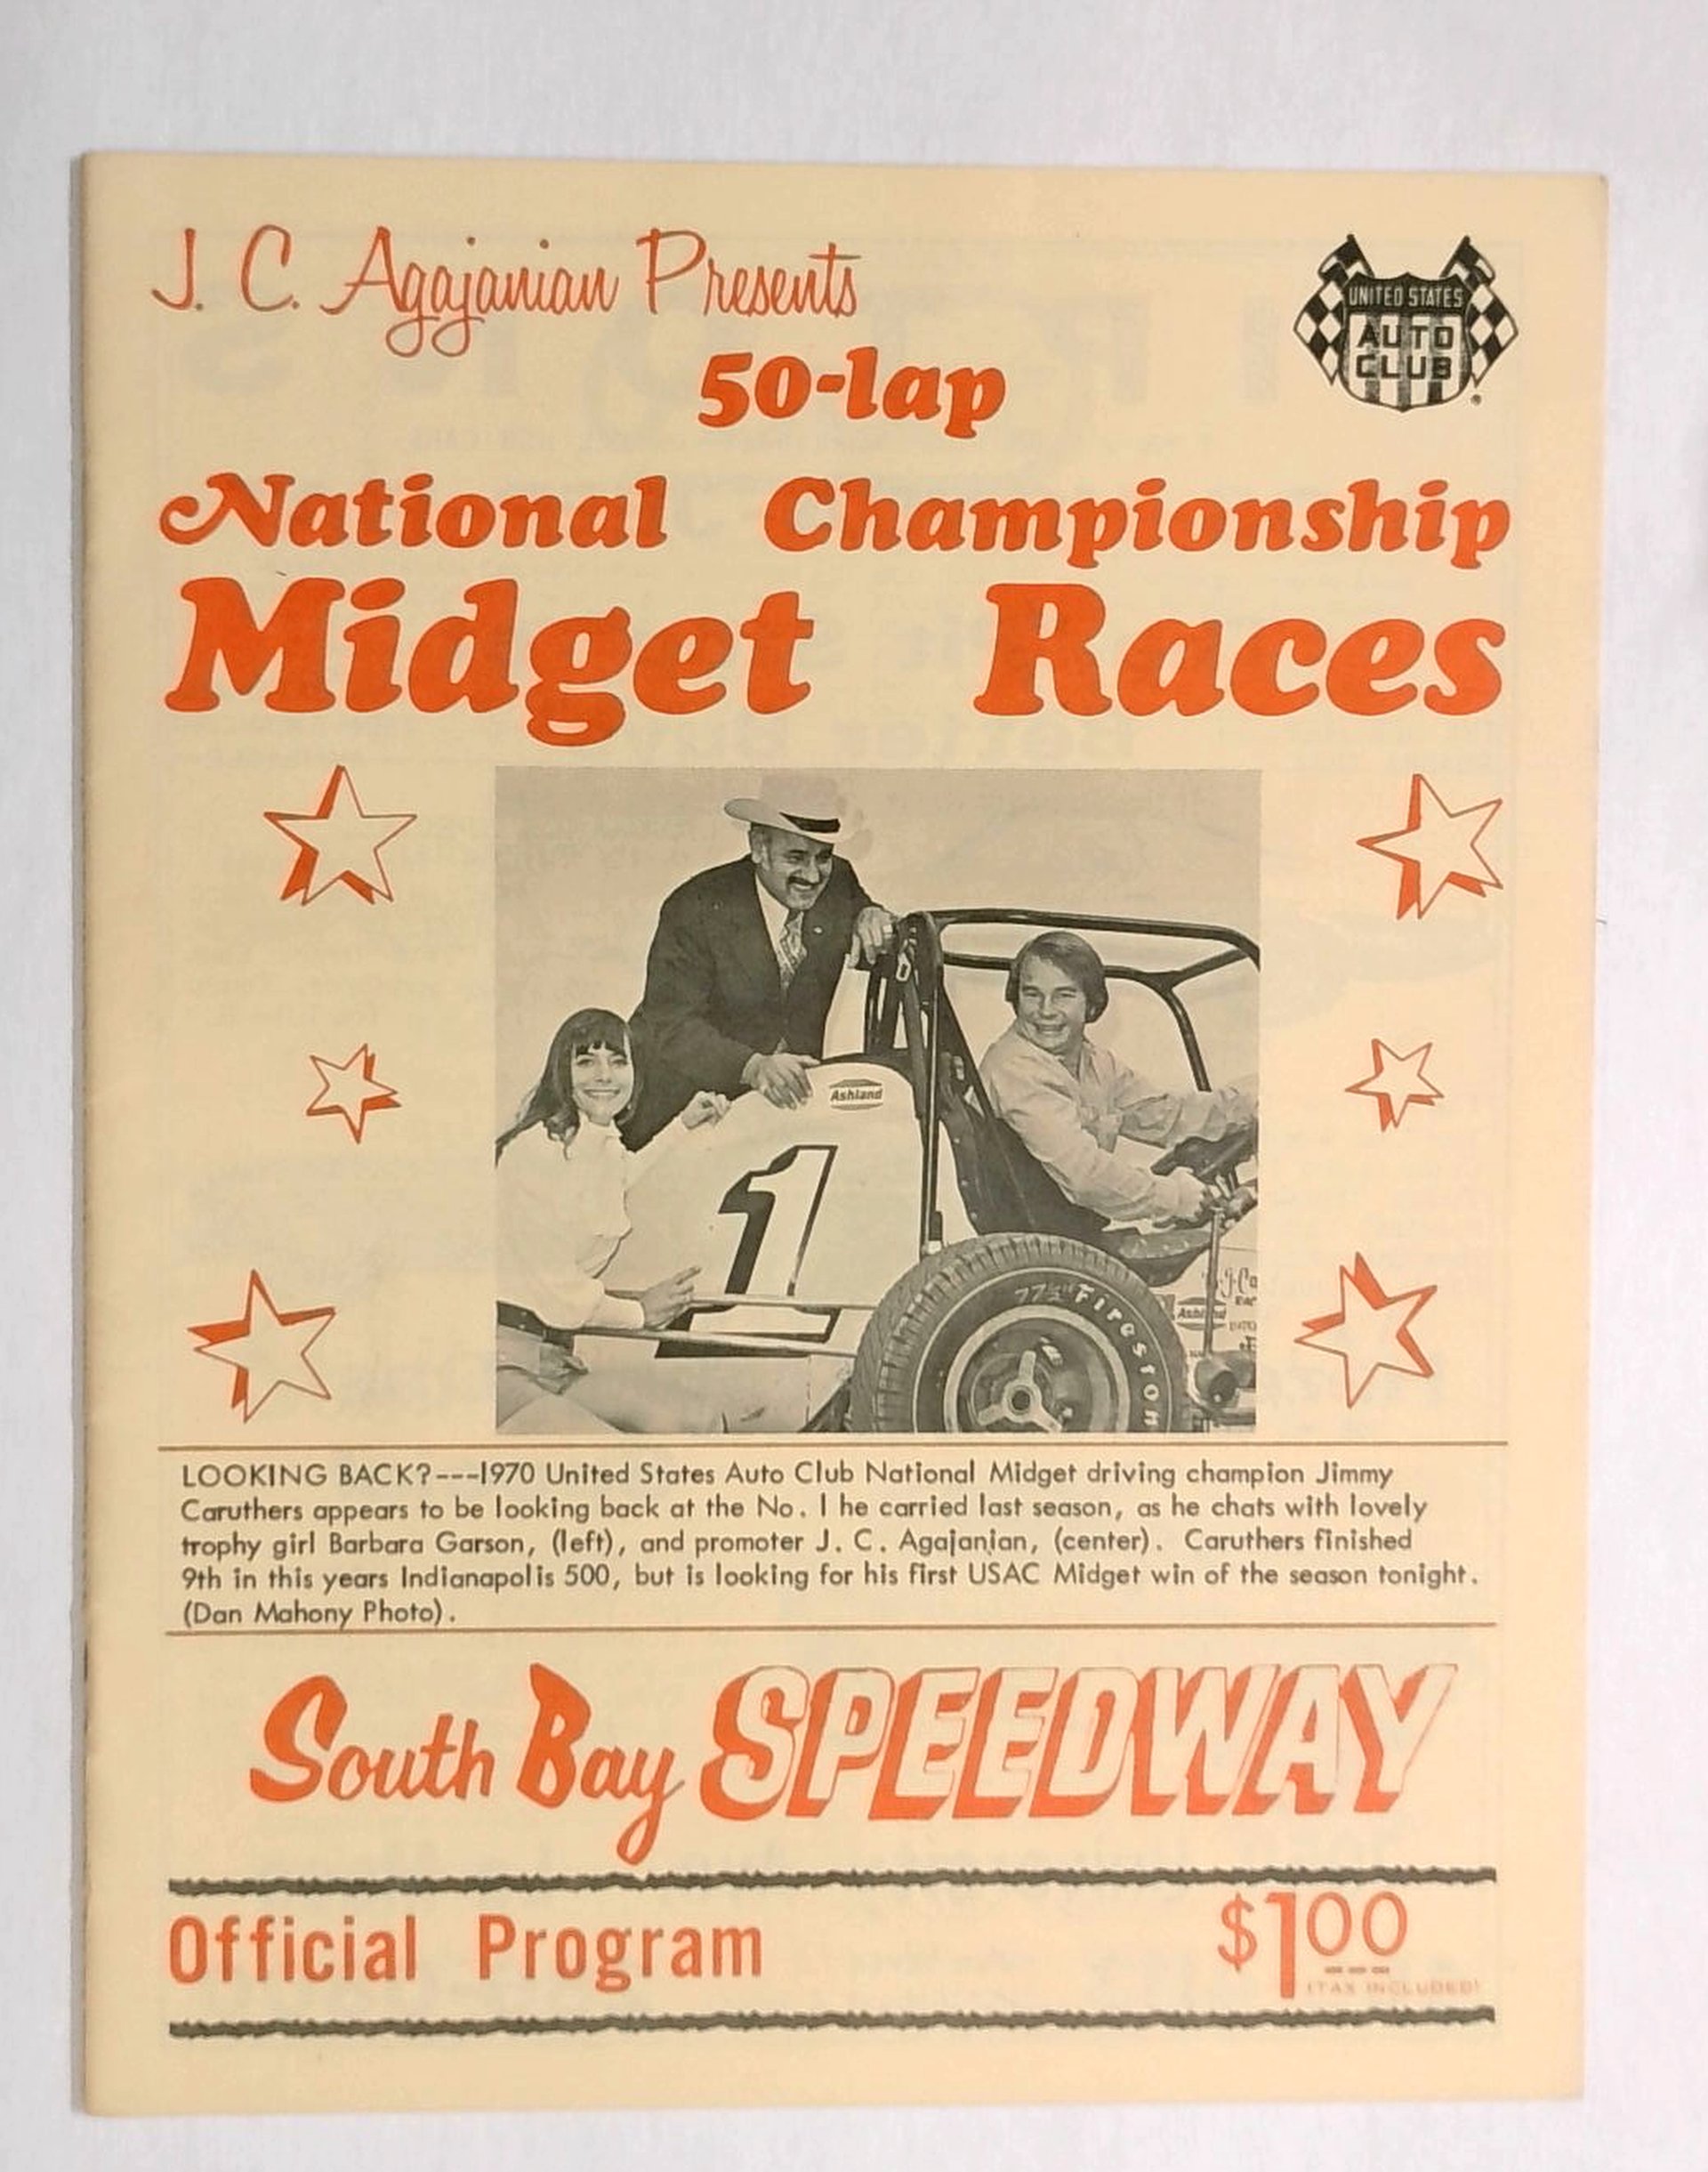 J. C. Agajanian Presents
UNITED STATES
AUTO
CLUB
®
50-lap
National Championship
Midget Races
Ashland
1
Fireston
Ashland
LOOKING BACK?---1970 United States Auto Club National Midget driving champion Jimmy
Caruthers appears to be looking back at the No. 1 he carried last season, as he chats with lovely
trophy girl Barbara Garson, (left), and promoter J. C. Agajanian, (center). Caruthers finished
9th in this years Indianapolis 500, but is looking for his first USAC Midget win of the season tonight.
(Dan Mahony Photo).
South Bay SPEEDWAY
Official Program $1.00
(TAX INCLUDED)